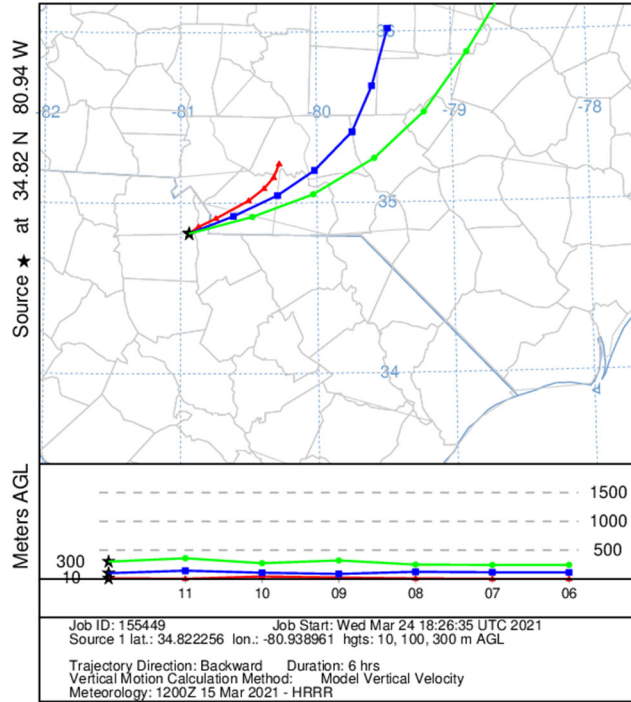 Source ★ at 34.82 N 80.94 W
36
-82
-81
-80
-79
-78
35
34
Meters AGL
1500
1000
500
300
10
11 10 09 08 07 06
Job ID: 155449 Job Start: Wed Mar 24 18:26:35 UTC 2021
Source 1 lat.: 34.822256 lon.: -80.938961 hgts: 10, 100, 300 m AGL
Trajectory Direction: Backward Duration: 6 hrs
Vertical Motion Calculation Method: Model Vertical Velocity
Meteorology: 1200Z 15 Mar 2021 - HRRR